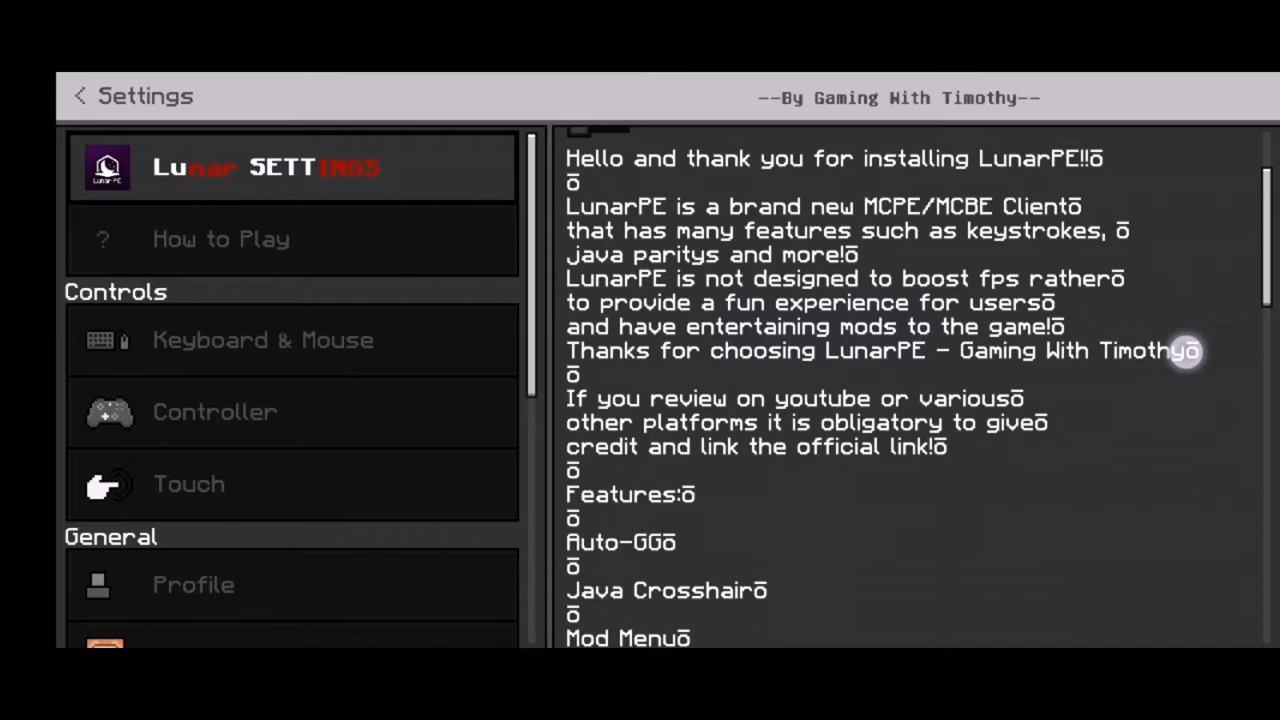 < Settings
--By Gaming With Timothy--
Lunar PE
Lunar SETTINGS
? How to Play
Controls
Keyboard & Mouse
Controller
Touch
General
Profile
Hello and thank you for installing LunarPE!!ō
ō
LunarPE is a brand new MCPE/MCBE Clientō
that has many features such as keystrokes, ō
java paritys and more!ō
LunarPE is not designed to boost fps ratherō
to provide a fun experience for usersō
and have entertaining mods to the game!ō
Thanks for choosing LunarPE - Gaming With Timothyō
ō
If you review on youtube or variousō
other platforms it is obligatory to giveō
credit and link the official link!ō
ō
Features:ō
ō
Auto-GGō
ō
Java Crosshairō
ō
Mod Menuō